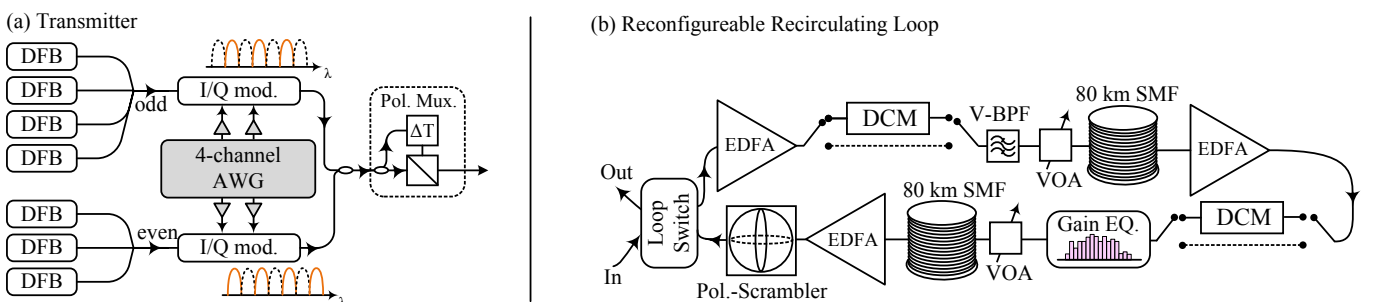 (a) Transmitter
DFB
DFB
DFB
DFB
odd
I/Q mod.
λ
4-channel
AWG
DFB
DFB
DFB
even
I/Q mod.
λ
Pol. Mux.
ΔT
(b) Reconfigureable Recirculating Loop
Out
In
Loop
Switch
EDFA
DCM
V-BPF
VOA
80 km SMF
EDFA
DCM
Gain EQ.
VOA
80 km SMF
EDFA
Pol.-Scrambler